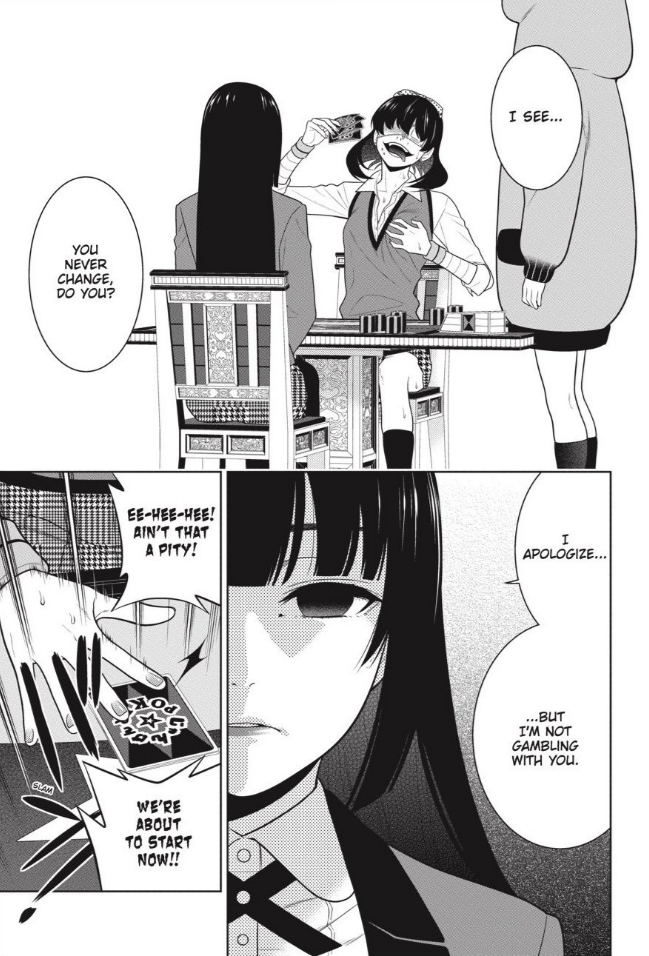 I SEE...
YOU
NEVER
CHANGE,
DO YOU?
I
APOLOGIZE...
...BUT
I'M NOT
GAMBLING
WITH YOU.
EE-HEE-HEE!
AIN'T THAT
A PITY!
SLAM
WE'RE
ABOUT
TO START
NOW!!